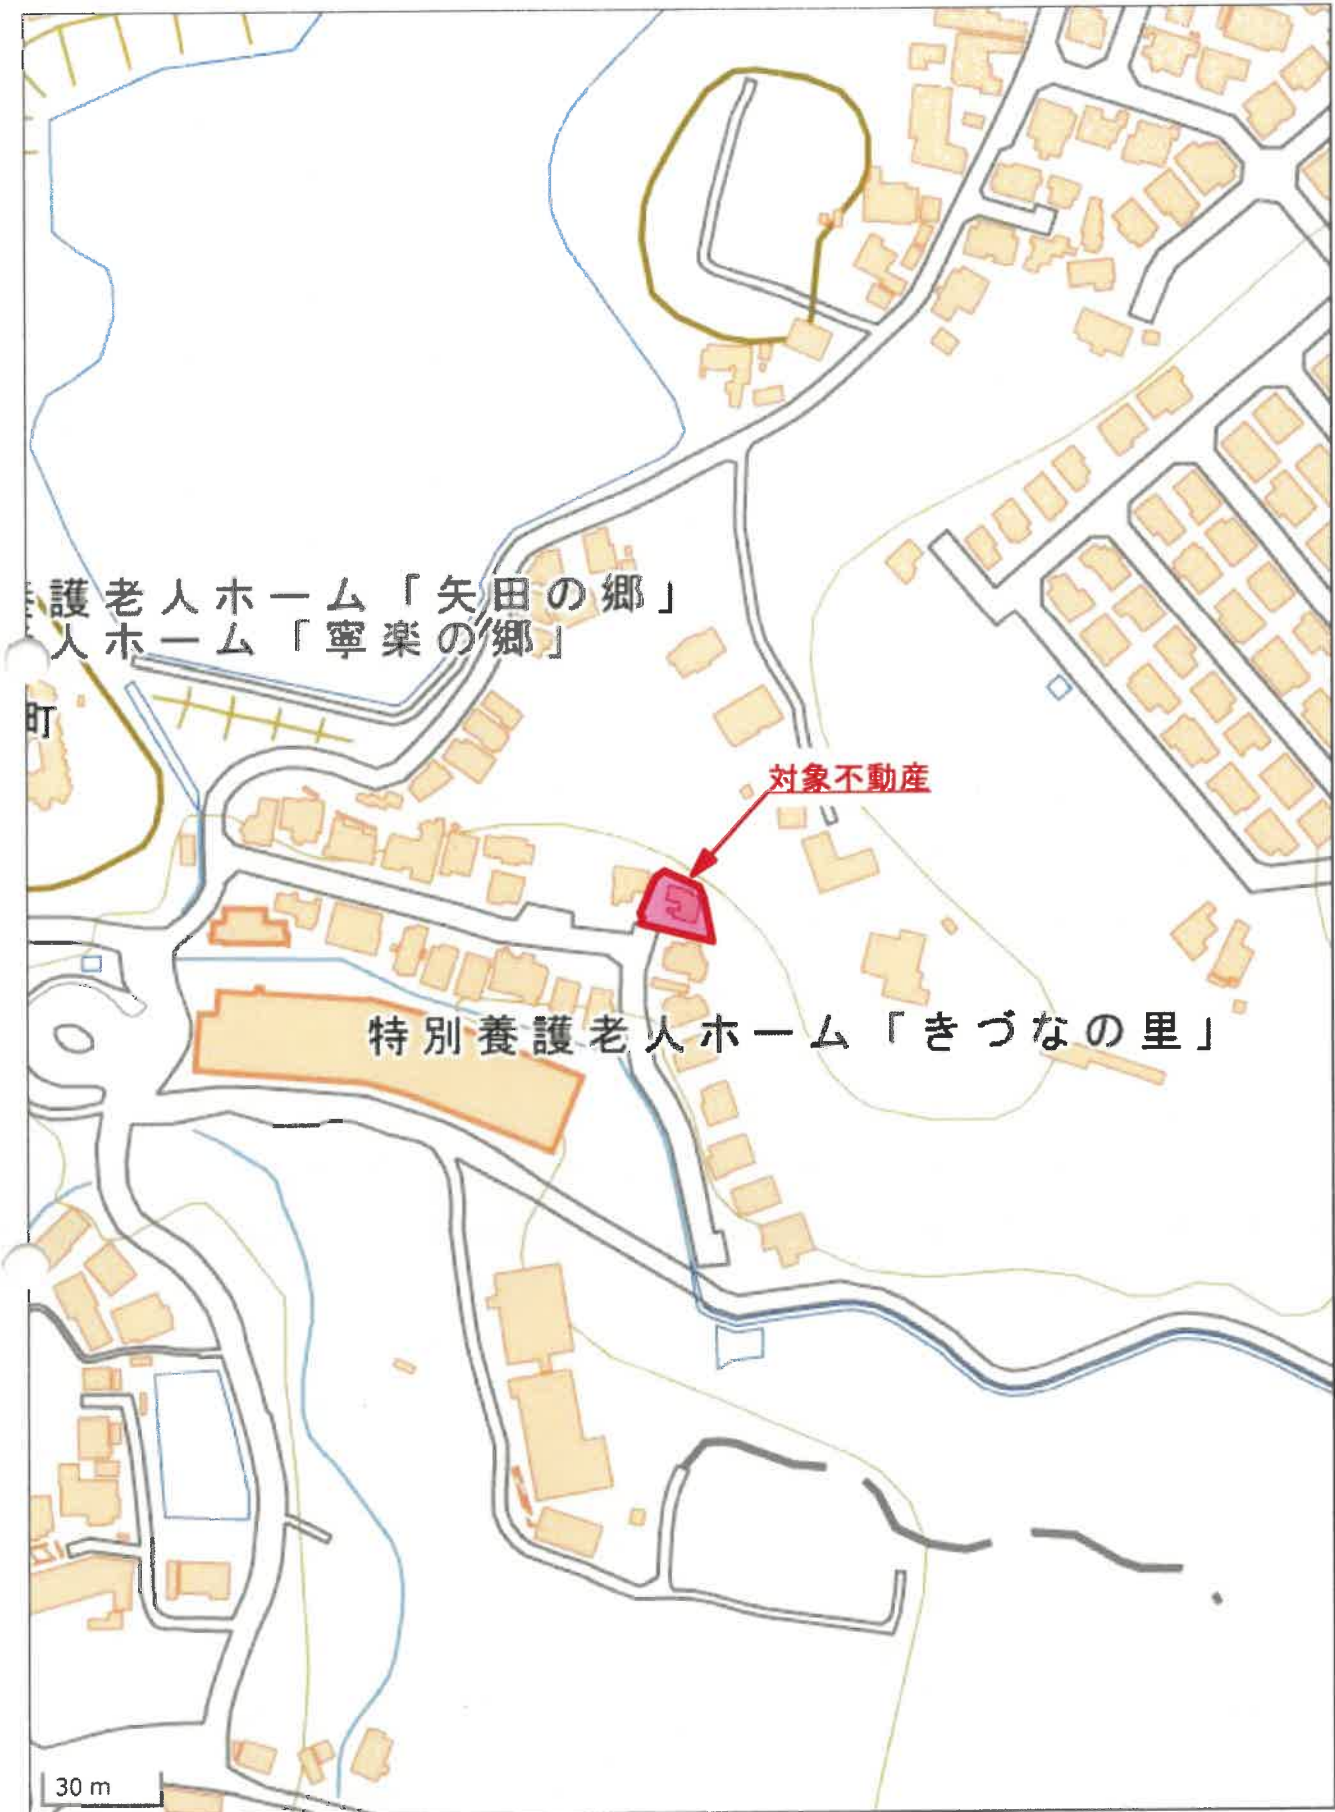 護老人ホーム「矢田の郷」
人ホーム「寧楽の郷」
町
対象不動産
特別養護老人ホーム「きづなの里」
30 m